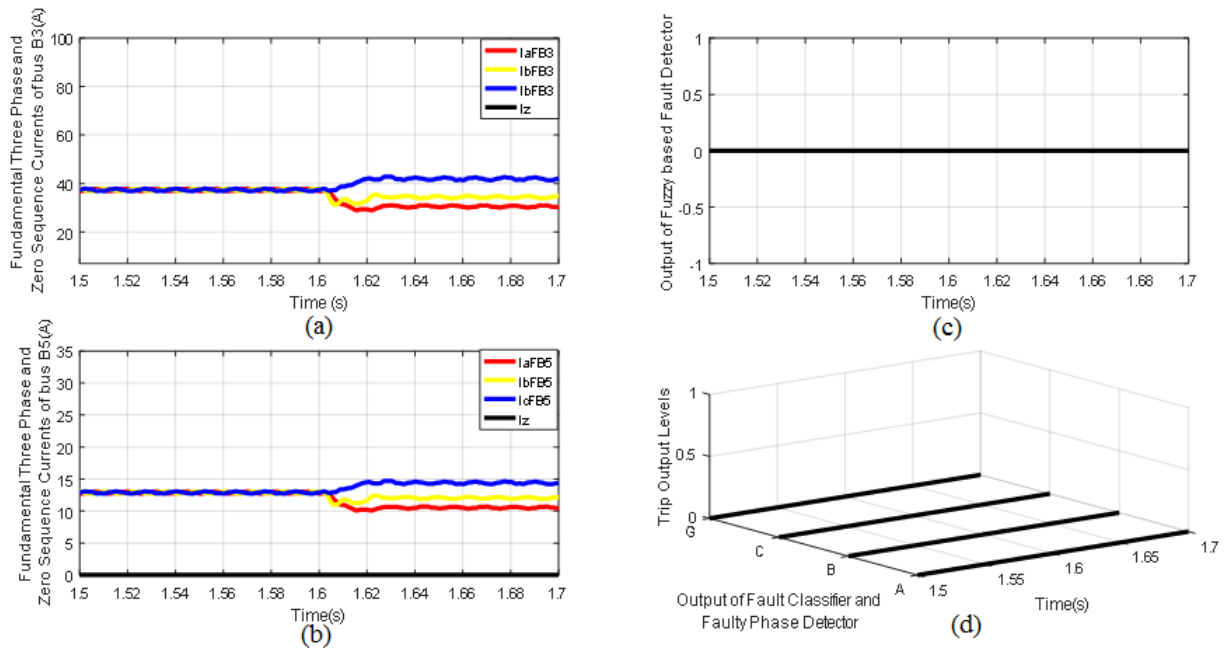 Fundamental Three Phase and
Zero Sequence Currents of bus B3(A)
100
80
60
40
20
1.5 1.52 1.54 1.56 1.58 1.6 1.62 1.64 1.66 1.68 1.7
Time (s)
IaFB3
IbFB3
IbFB3
Iz
(a)
Fundamental Three Phase and
Zero Sequence Currents of bus B5(A)
35
30
25
20
15
10
5
0
1.5 1.52 1.54 1.56 1.58 1.6 1.62 1.64 1.66 1.68 1.7
Time(s)
IaFB5
IbFB5
IcFB5
Iz
(b)
Output of Fuzzy based Fault Detector
1
0.5
0
-0.5
-1
1.5 1.52 1.54 1.56 1.58 1.6 1.62 1.64 1.66 1.68 1.7
Time(s)
(c)
Trip Output Levels
1
0.5
0
G
C
B
A
1.5
1.55
1.6
1.65
1.7
Output of Fault Classifier and
Faulty Phase Detector
Time(s)
(d)